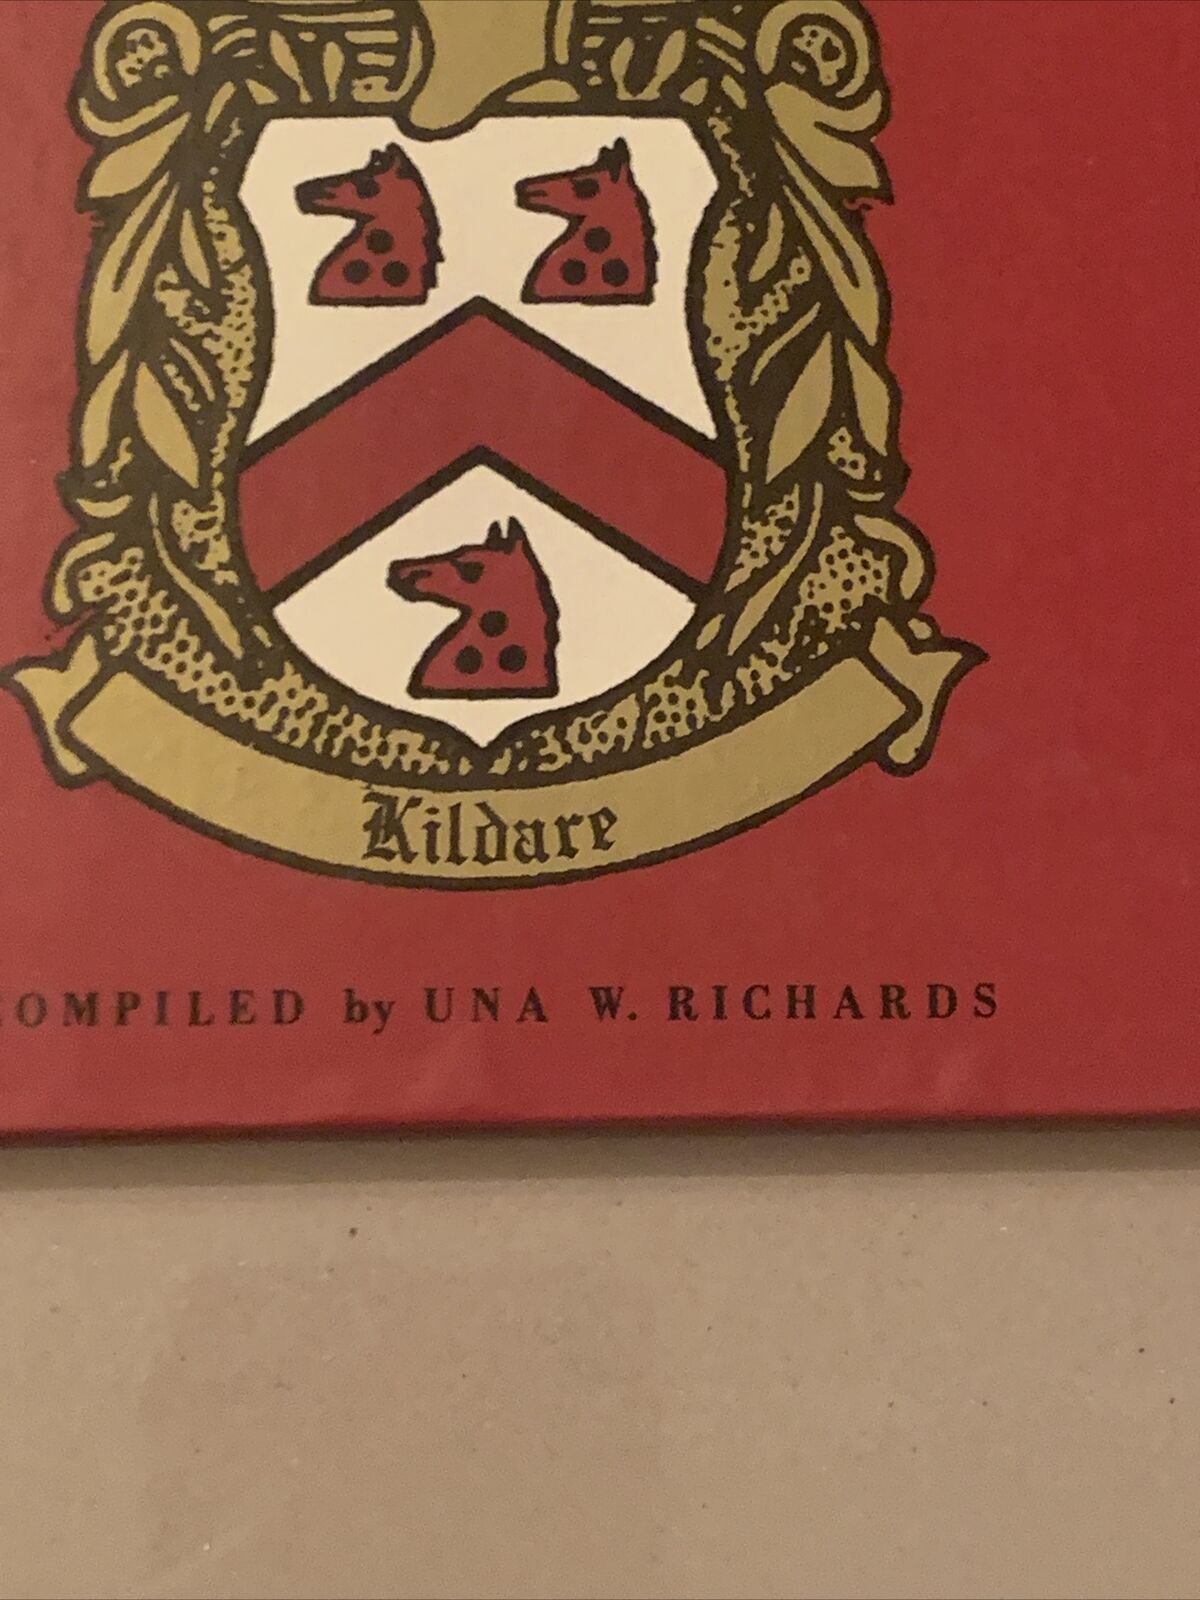 Kildare
COMPILED by UNA W. RICHARDS